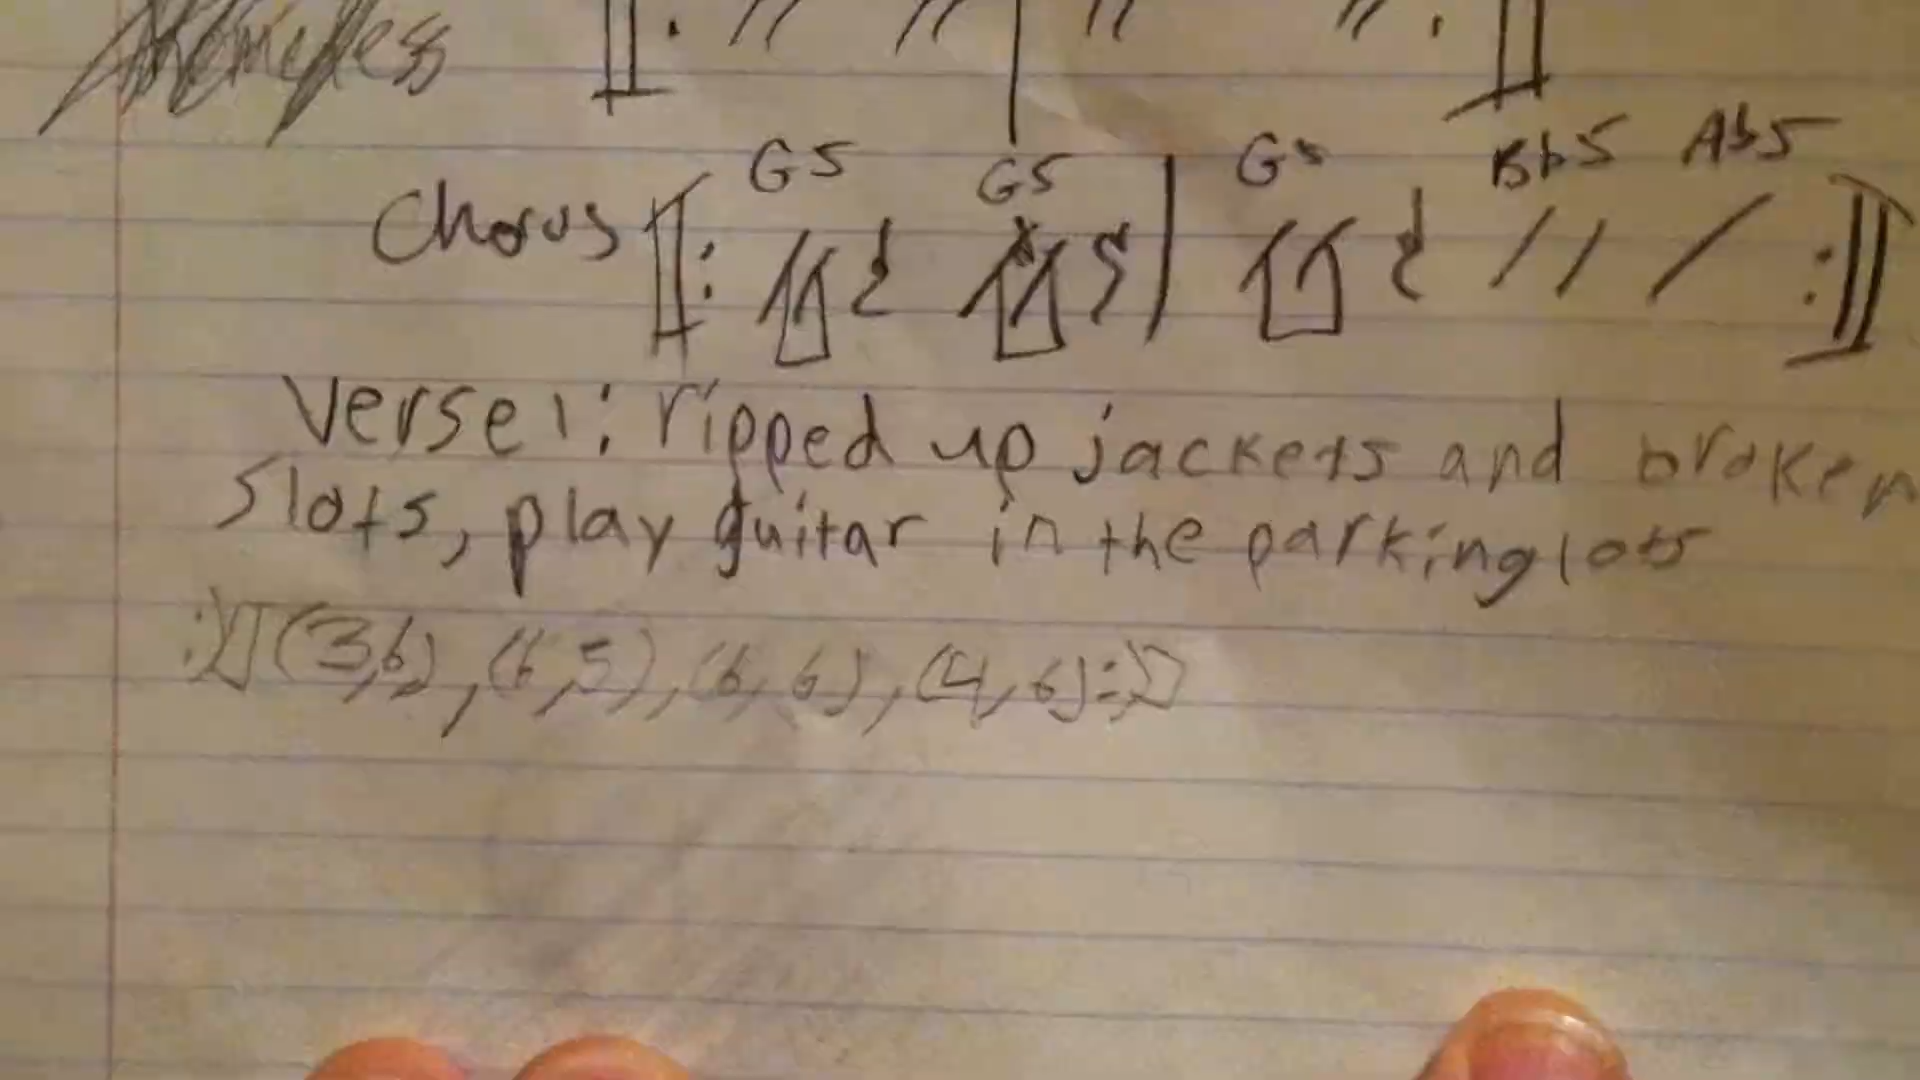 G5 G5 G5 Bb5 Ab5
Chorus
Verse 1: ripped up jackets and broken
slots, play guitar in the parking lots
(3,6), (6,5), (6,6), (4,6)